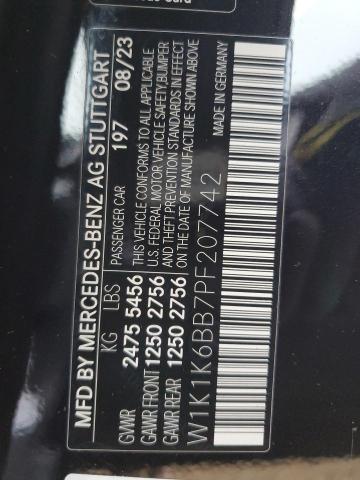 MFD BY MERCEDES-BENZ AG STUTTGART
PASSENGER CAR 197 08/23
KG LBS
GVWR 2475 5456
GAWR FRONT 1250 2756
GAWR REAR 1250 2756
THIS VEHICLE CONFORMS TO ALL APPLICABLE
U.S. FEDERAL MOTOR VEHICLE SAFETY BUMPER
AND THEFT PREVENTION STANDARDS IN EFFECT
ON THE DATE OF MANUFACTURE SHOWN ABOVE
MADE IN GERMANY
W1K1K6BB7PF207742